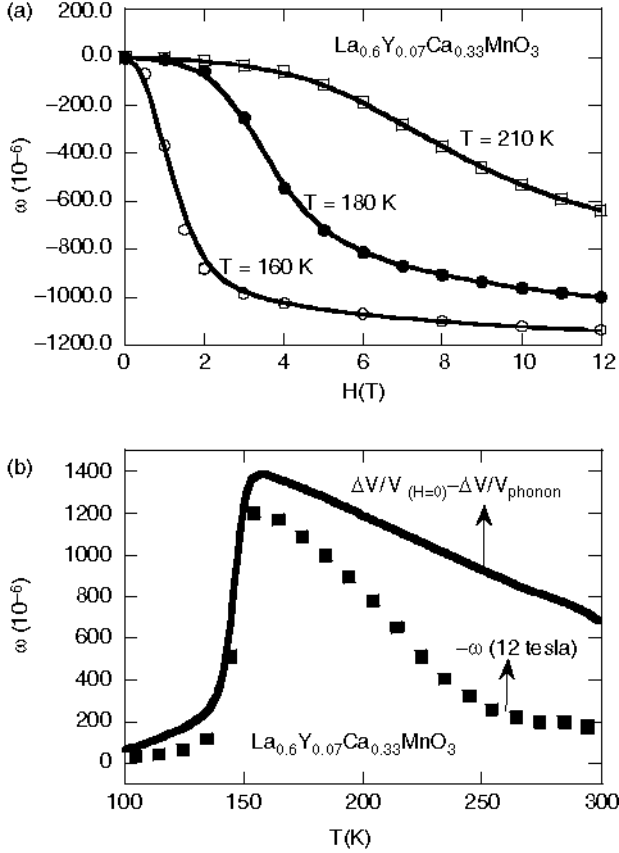 (a)
La0.6Y0.07Ca0.33MnO3
0.0
−200.0
−400.0
−600.0
−800.0
−1000.0
−1200.0
ω (10−6)
T = 210 K
T = 180 K
T = 160 K
0 2 4 6 8 10 12
H(T)
(b)
1400
1200
1000
800
600
400
200
0
ω (10−6)
ΔV/V (H=0)−ΔV/Vphonon
−ω (12 tesla)
La0.6Y0.07Ca0.33MnO3
100 150 200 250 300
T(K)